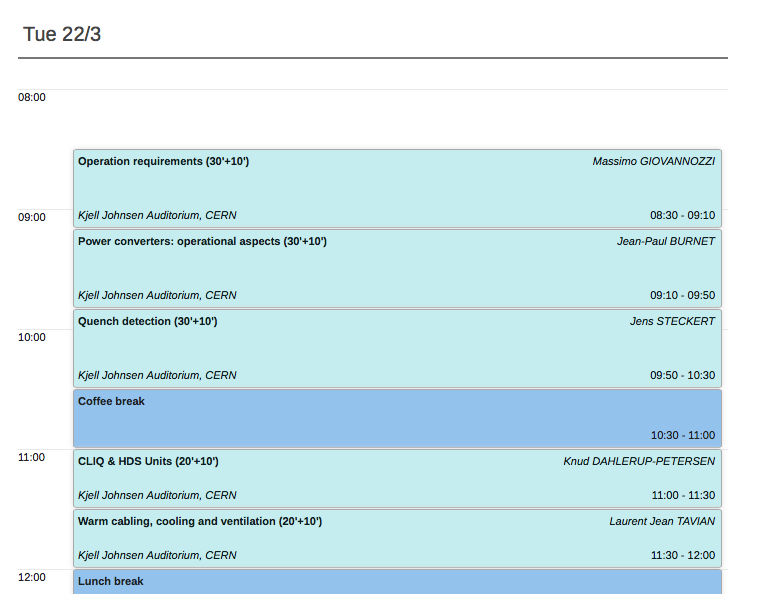 Tue 22/3
08:00
Operation requirements (30'+10') Massimo GIOVANNOZZI
Kjell Johnsen Auditorium, CERN 08:30 - 09:10
09:00
Power converters: operational aspects (30'+10') Jean-Paul BURNET
Kjell Johnsen Auditorium, CERN 09:10 - 09:50
Quench detection (30'+10') Jens STECKERT
10:00
Kjell Johnsen Auditorium, CERN 09:50 - 10:30
Coffee break
10:30 - 11:00
11:00
CLIQ & HDS Units (20'+10') Knud DAHLERUP-PETERSEN
Kjell Johnsen Auditorium, CERN 11:00 - 11:30
Warm cabling, cooling and ventilation (20'+10') Laurent Jean TAVIAN
Kjell Johnsen Auditorium, CERN 11:30 - 12:00
12:00
Lunch break